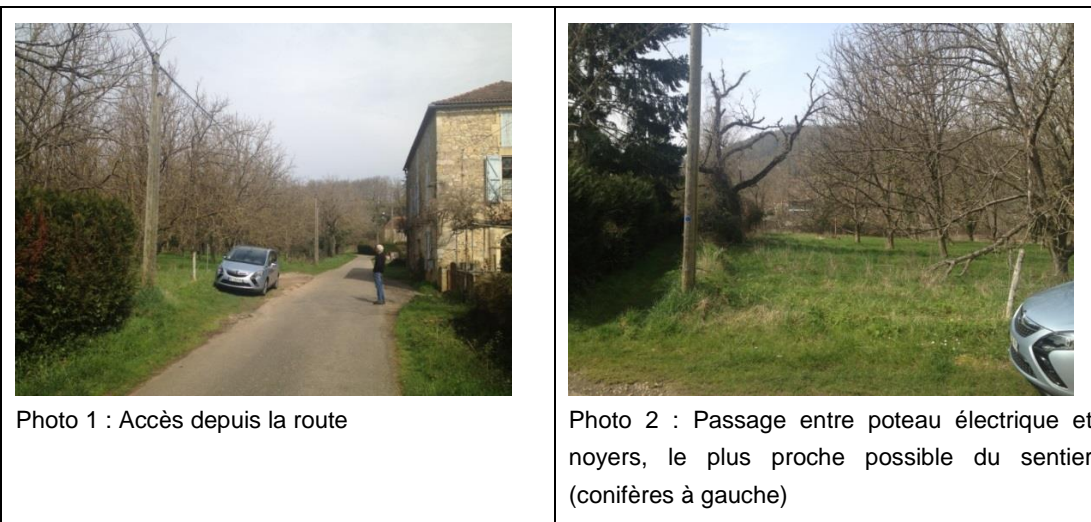 Photo 1 : Accès depuis la route
Photo 2 : Passage entre poteau électrique et
noyers, le plus proche possible du sentier
(conifères à gauche)